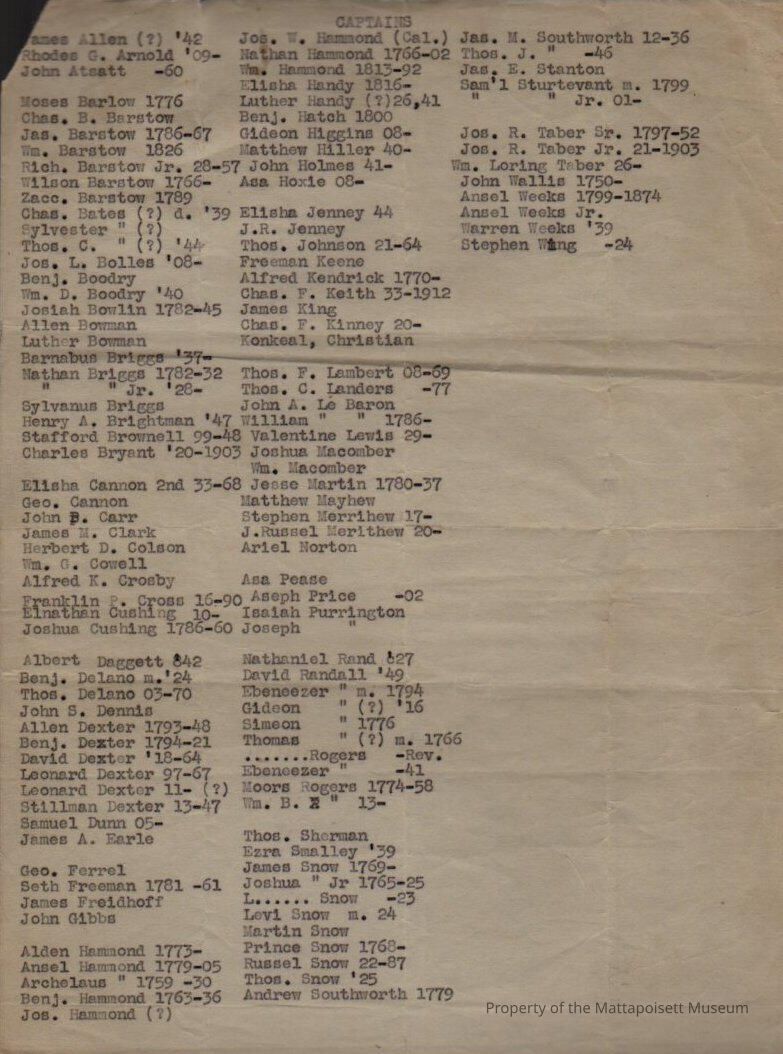 CAPTAINS
James Allen (?) '42
Rhodes G. Arnold '09-
John Atsatt -60
Moses Barlow 1776
Chas. B. Barstow
Jas. Barstow 1786-67
Wm. Barstow 1826
Rich. Barstow Jr. 28-57
Wilson Barstow 1766-
Zacc. Barstow 1789
Chas. Bates (?) d. '39
Sylvester " (?)
Thos. C. " (?) '44
Jos. L. Bolles '08-
Benj. Boodry
Wm. D. Boodry '40
Josiah Bowlin 1782-45
Allen Bowman
Luther Bowman
Barnabus Briggs '37-
Nathan Briggs 1782-32
" " Jr. '28-
Sylvanus Briggs
Henry A. Brightman '47
Stafford Brownell 99-48
Charles Bryant '20-1903
Elisha Cannon 2nd 33-68
Geo. Cannon
John B. Carr
James M. Clark
Herbert D. Colson
Wm. G. Cowell
Alfred K. Crosby
Franklin P. Cross 16-90
Elnathan Cushing 10-
Joshua Cushing 1786-60
Albert Daggett 842
Benj. Delano m.'24
Thos. Delano 03-70
John S. Dennis
Allen Dexter 1793-48
Benj. Dexter 1794-21
David Dexter '18-64
Leonard Dexter 97-67
Leonard Dexter 11- (?)
Stillman Dexter 13-47
Samuel Dunn 05-
James A. Earle
Geo. Ferrel
Seth Freeman 1781 -61
James Freidhoff
John Gibbs
Alden Hammond 1773-
Ansel Hammond 1779-05
Archelaus " 1759 -30
Benj. Hammond 1763-36
Jos. Hammond (?)
Jos. W. Hammond (Cal.)
Nathan Hammond 1766-02
Wm. Hammond 1813-92
Elisha Handy 1816-
Luther Handy (?)26,41
Benj. Hatch 1800
Gideon Higgins 08-
Matthew Hiller 40-
John Holmes 41-
Asa Hoxie 08-
Elisha Jenney 44
J.R. Jenney
Thos. Johnson 21-64
Freeman Keene
Alfred Kendrick 1770-
Chas. F. Keith 33-1912
James King
Chas. F. Kinney 20-
Konkeal, Christian
Thos. F. Lambert 08-69
Thos. C. Landers -77
John A. Le Baron
William " " 1786-
Valentine Lewis 29-
Joshua Macomber
Wm. Macomber
Jesse Martin 1780-37
Matthew Mayhew
Stephen Merrihew 17-
J.Russel Merithew 20-
Ariel Norton
Asa Pease
Aseph Price -02
Isaiah Purrington
Joseph "
Nathaniel Rand 827
David Randall '49
Ebeneezer " m. 1794
Gideon " (?) '16
Simeon " 1776
Thomas " (?) m. 1766
.......Rogers -Rev.
Ebeneezer " -41
Moors Rogers 1774-58
Wm. B. " 13-
Thos. Sherman
Ezra Smalley '39
James Snow 1769-
Joshua " Jr 1765-25
L...... Snow -23
Levi Snow m. 24
Martin Snow
Prince Snow 1768-
Russel Snow 22-87
Thos. Snow '25
Andrew Southworth 1779
Jas. M. Southworth 12-36
Thos. J. " -46
Jas. E. Stanton
Sam'l Sturtevant m. 1799
" " Jr. 01-
Jos. R. Taber Sr. 1797-52
Jos. R. Taber Jr. 21-1903
Wm. Loring Taber 26-
John Wallis 1750-
Ansel Weeks 1799-1874
Ansel Weeks Jr.
Warren Weeks '39
Stephen Wing -24
Property of the Mattapoisett Museum